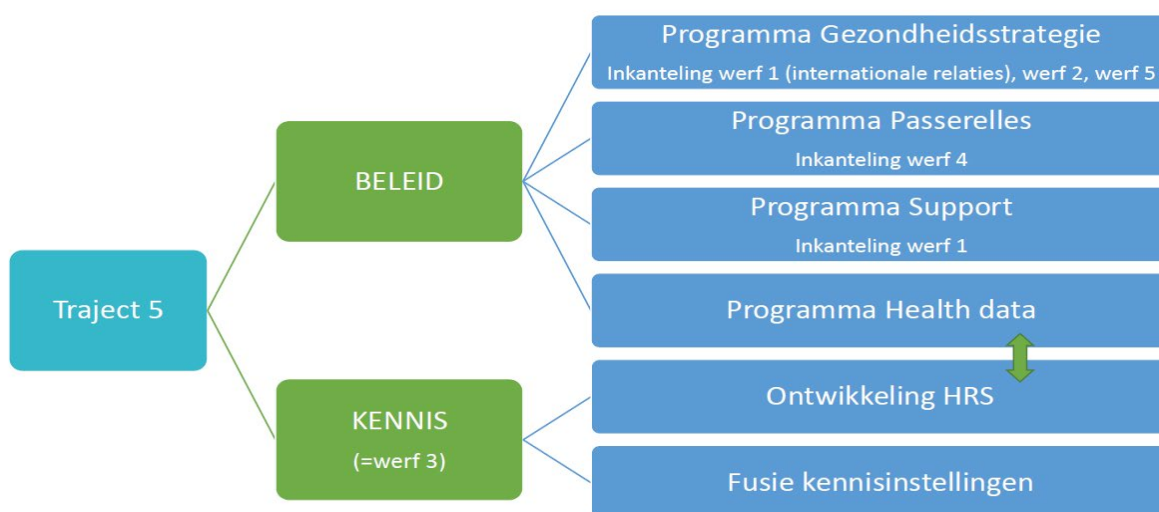 Traject 5
BELEID
Programma Gezondheidsstrategie
Inkanteling werf 1 (internationale relaties), werf 2, werf 5
Programma Passerelles
Inkanteling werf 4
Programma Support
Inkanteling werf 1
Programma Health data
KENNIS
(=werf 3)
Ontwikkeling HRS
Fusie kennisinstellingen